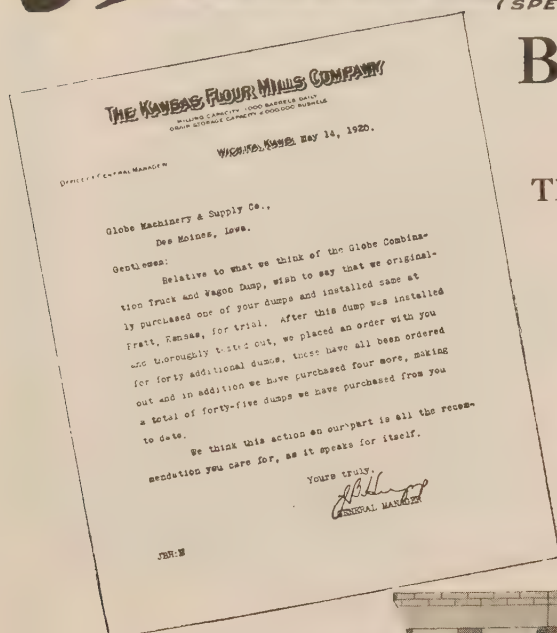 (SPE
B
TH
THE KANSAS FLOUR MILLS COMPANY
MILLING CAPACITY 7000 BARRELS DAILY
GRAIN STORAGE CAPACITY 4,000,000 BUSHELS
OFFICE OF GENERAL MANAGER
WICHITA, KANS. May 14, 1920.
Globe Machinery & Supply Co.,
Des Moines, Iowa.
Gentlemen:
Relative to what we think of the Globe Combina-
tion Truck and Wagon Dump, wish to say that we original-
ly purchased one of your dumps and installed same at
Pratt, Kansas, for trial. After this dump was installed
and thoroughly tested out, we placed an order with you
for forty additional dumps, these have all been ordered
out and in addition we have purchased four more, making
a total of forty-five dumps we have purchased from you
to date.
We think this action on our part is all the recom-
mendation you care for, as it speaks for itself.
Yours truly,
GENERAL MANAGER